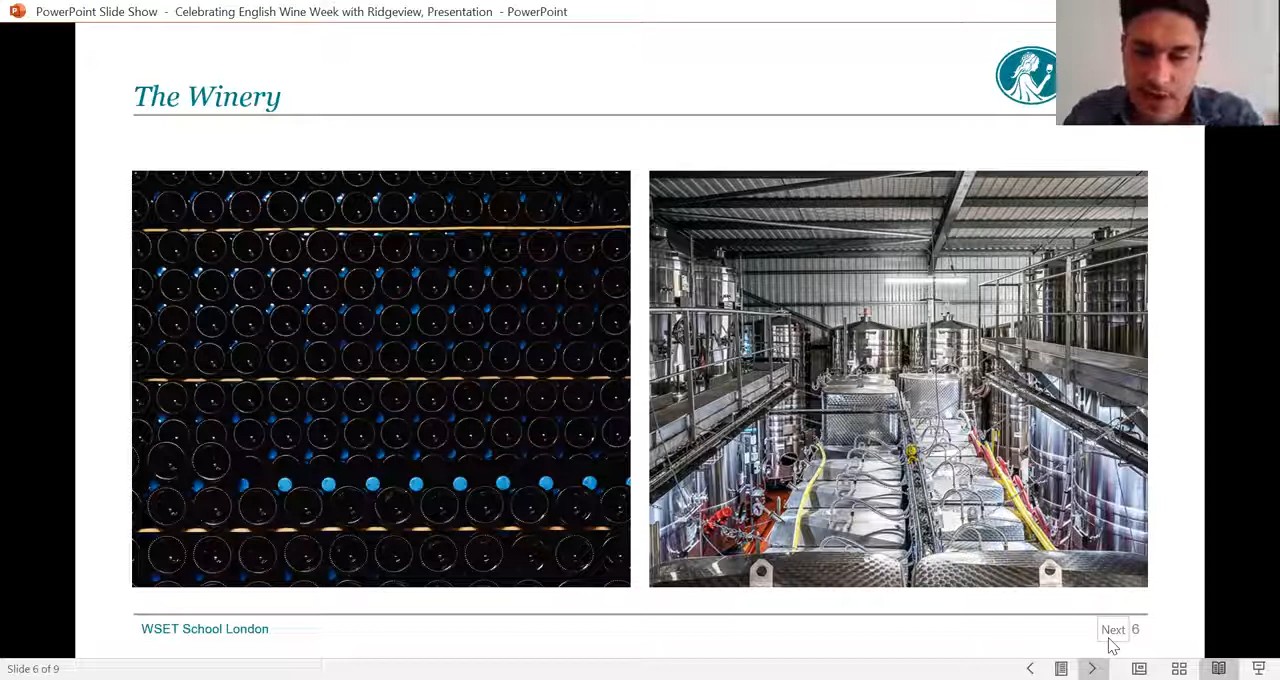 PowerPoint Slide Show - Celebrating English Wine Week with Ridgeview, Presentation - PowerPoint
The Winery
WSET School London
Next 6
Slide 6 of 9